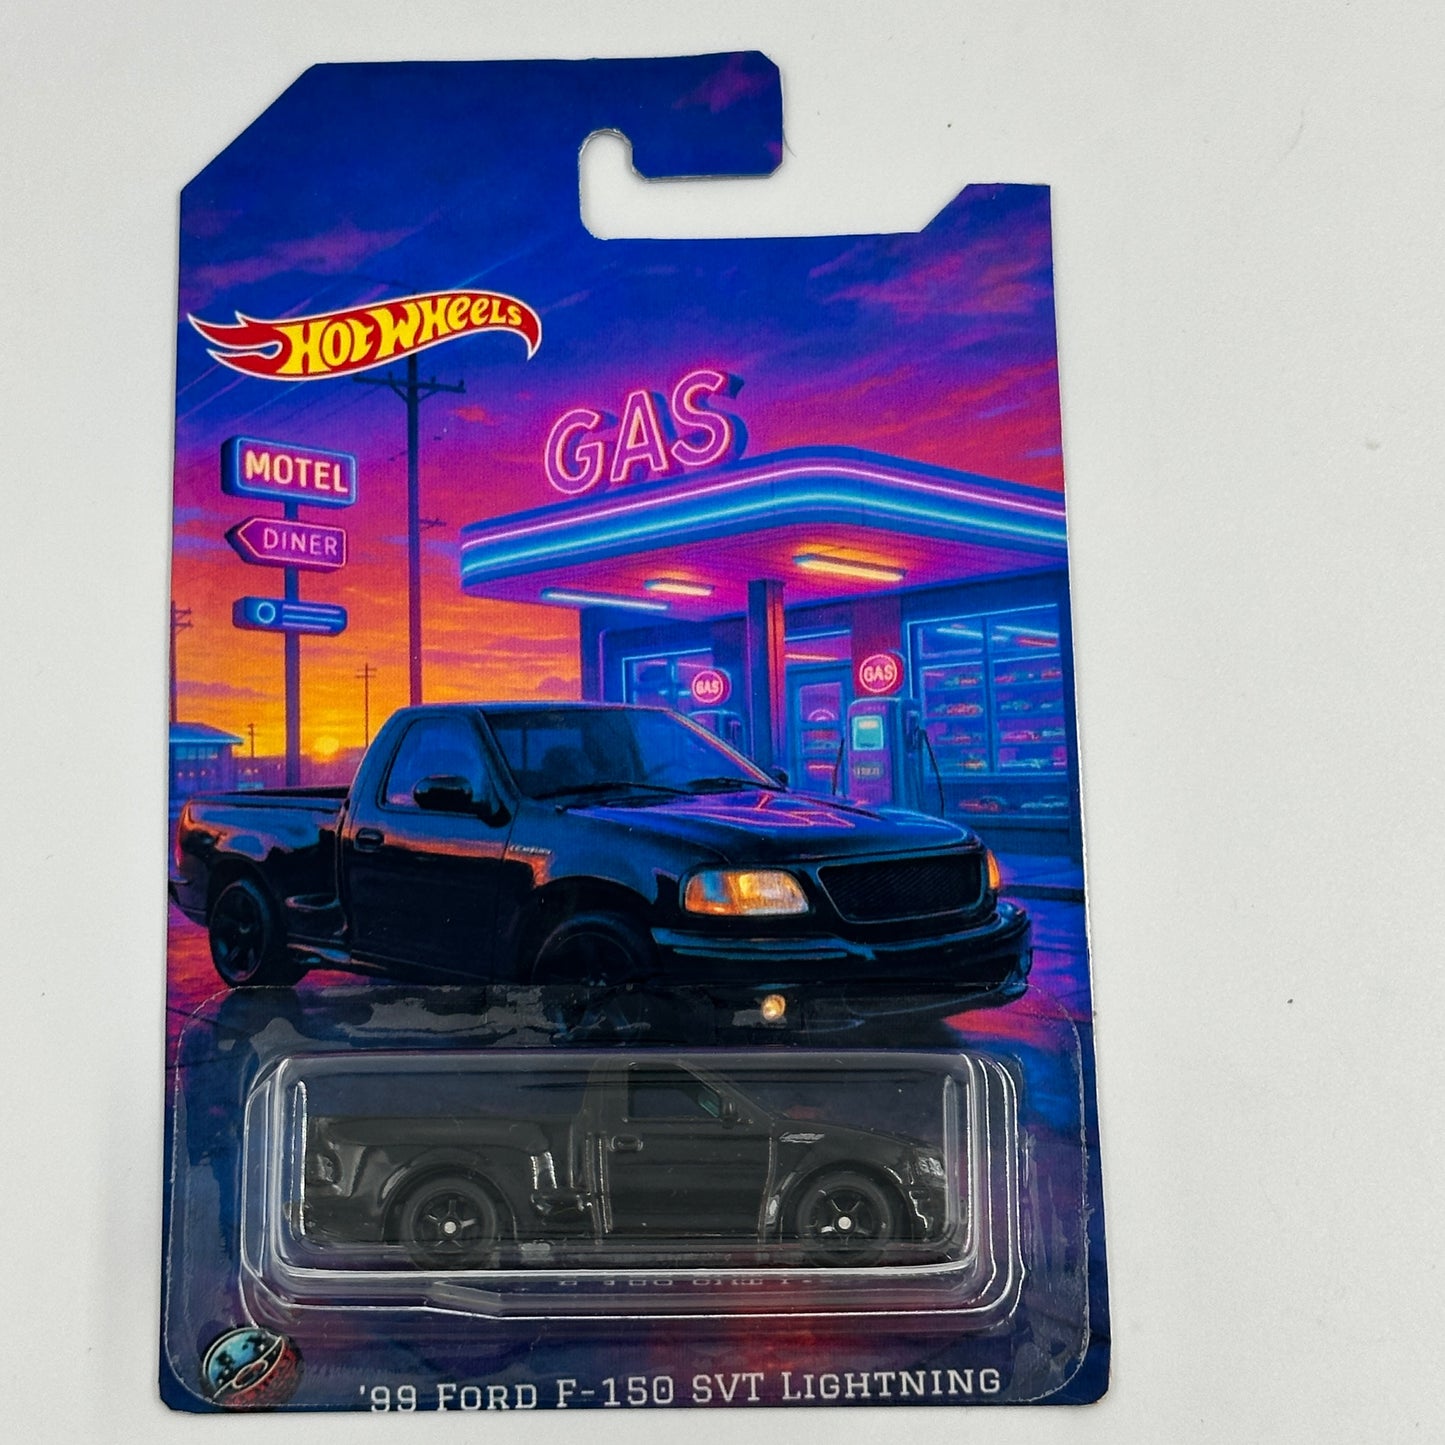 HOT WHEELS
GAS
MOTEL
DINER
GAS
GAS
'99 FORD F-150 SVT LIGHTNING